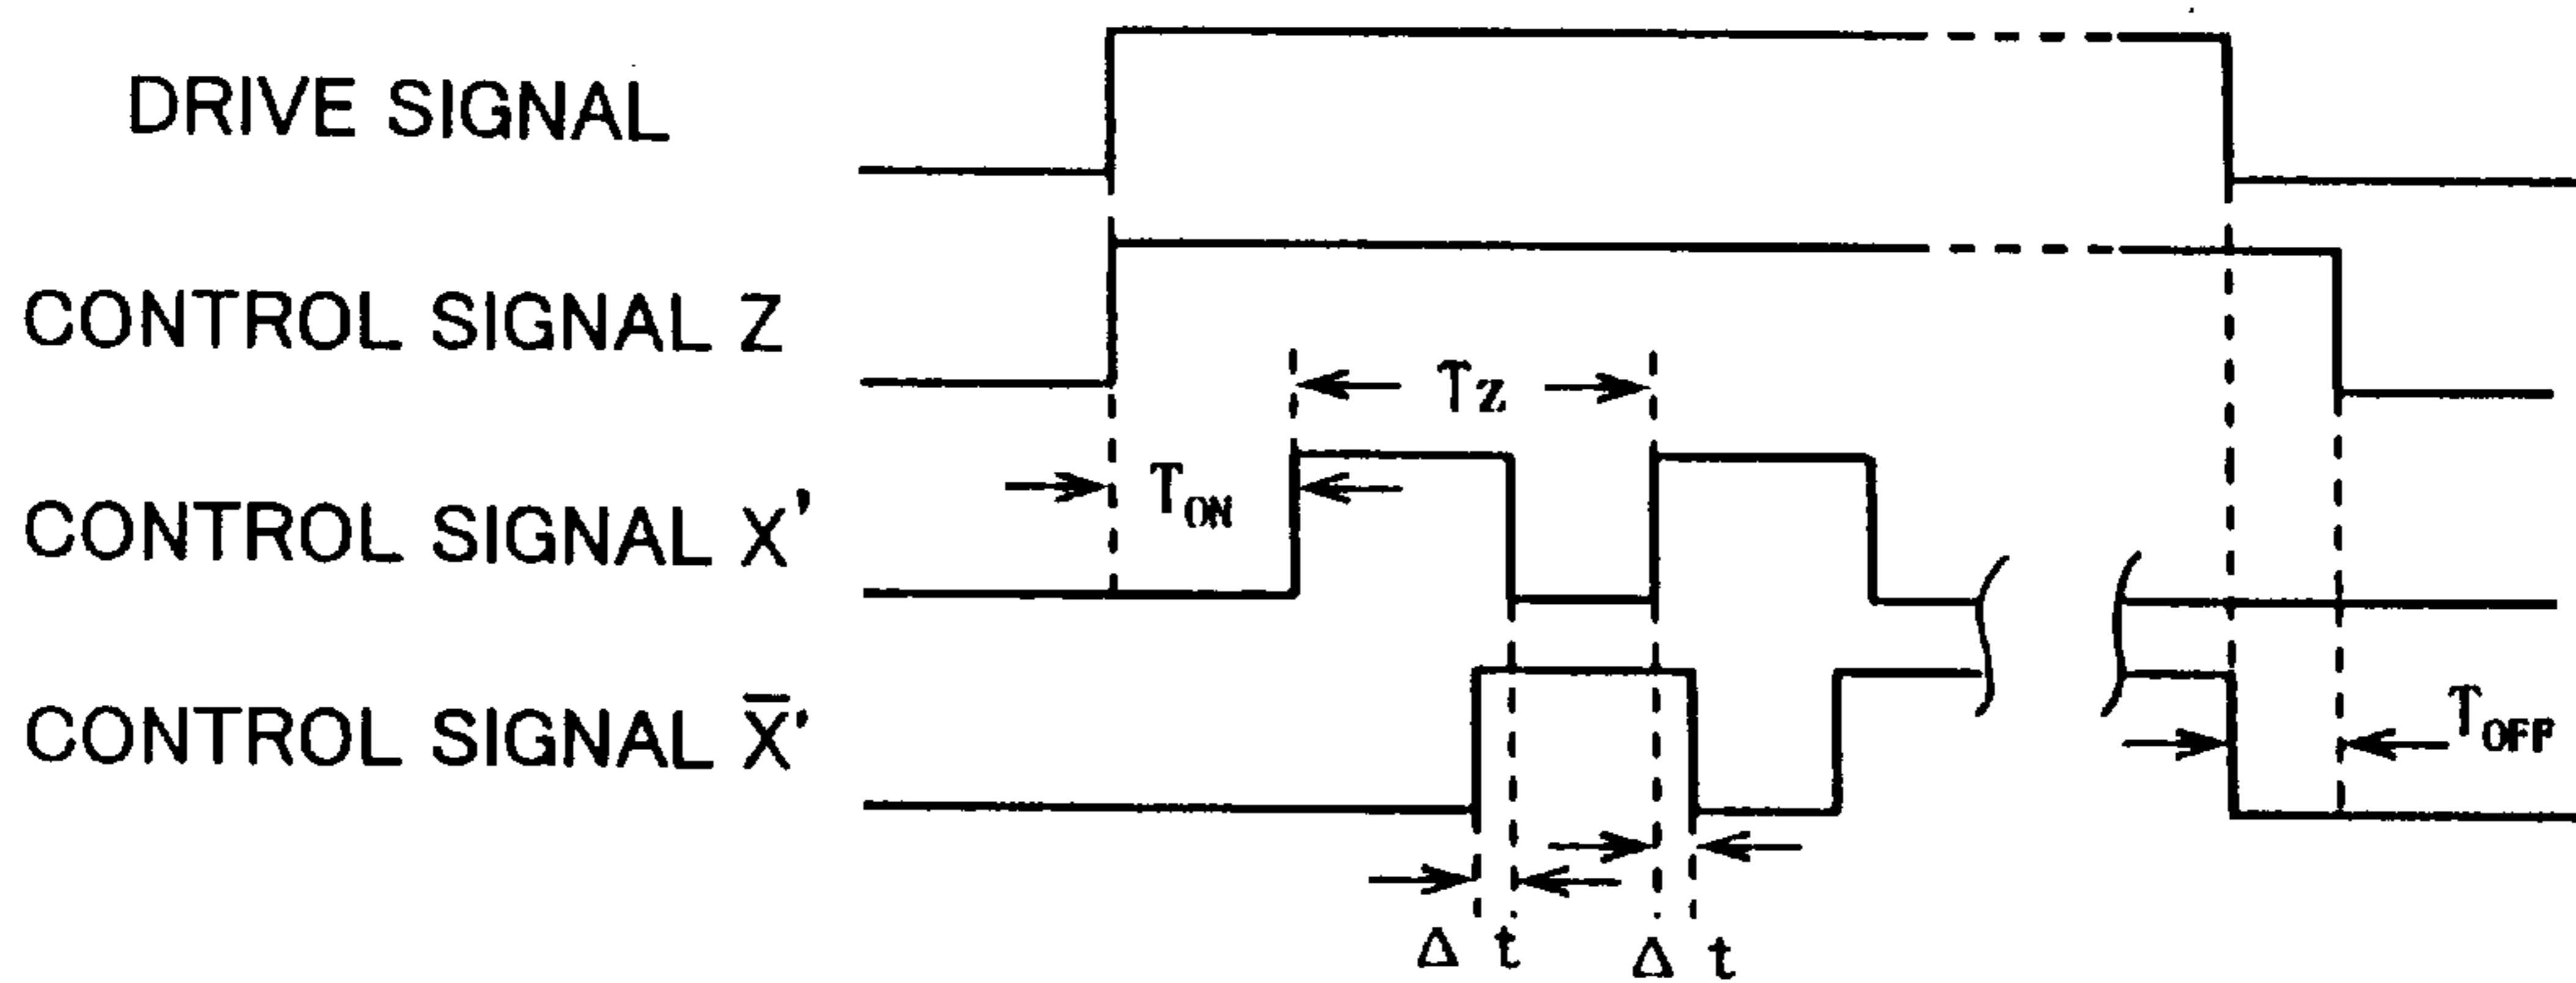 DRIVE SIGNAL
CONTROL SIGNAL Z
Tz
CONTROL SIGNAL X'
TON
CONTROL SIGNAL X̄'
TOFF
Δ t
Δ t